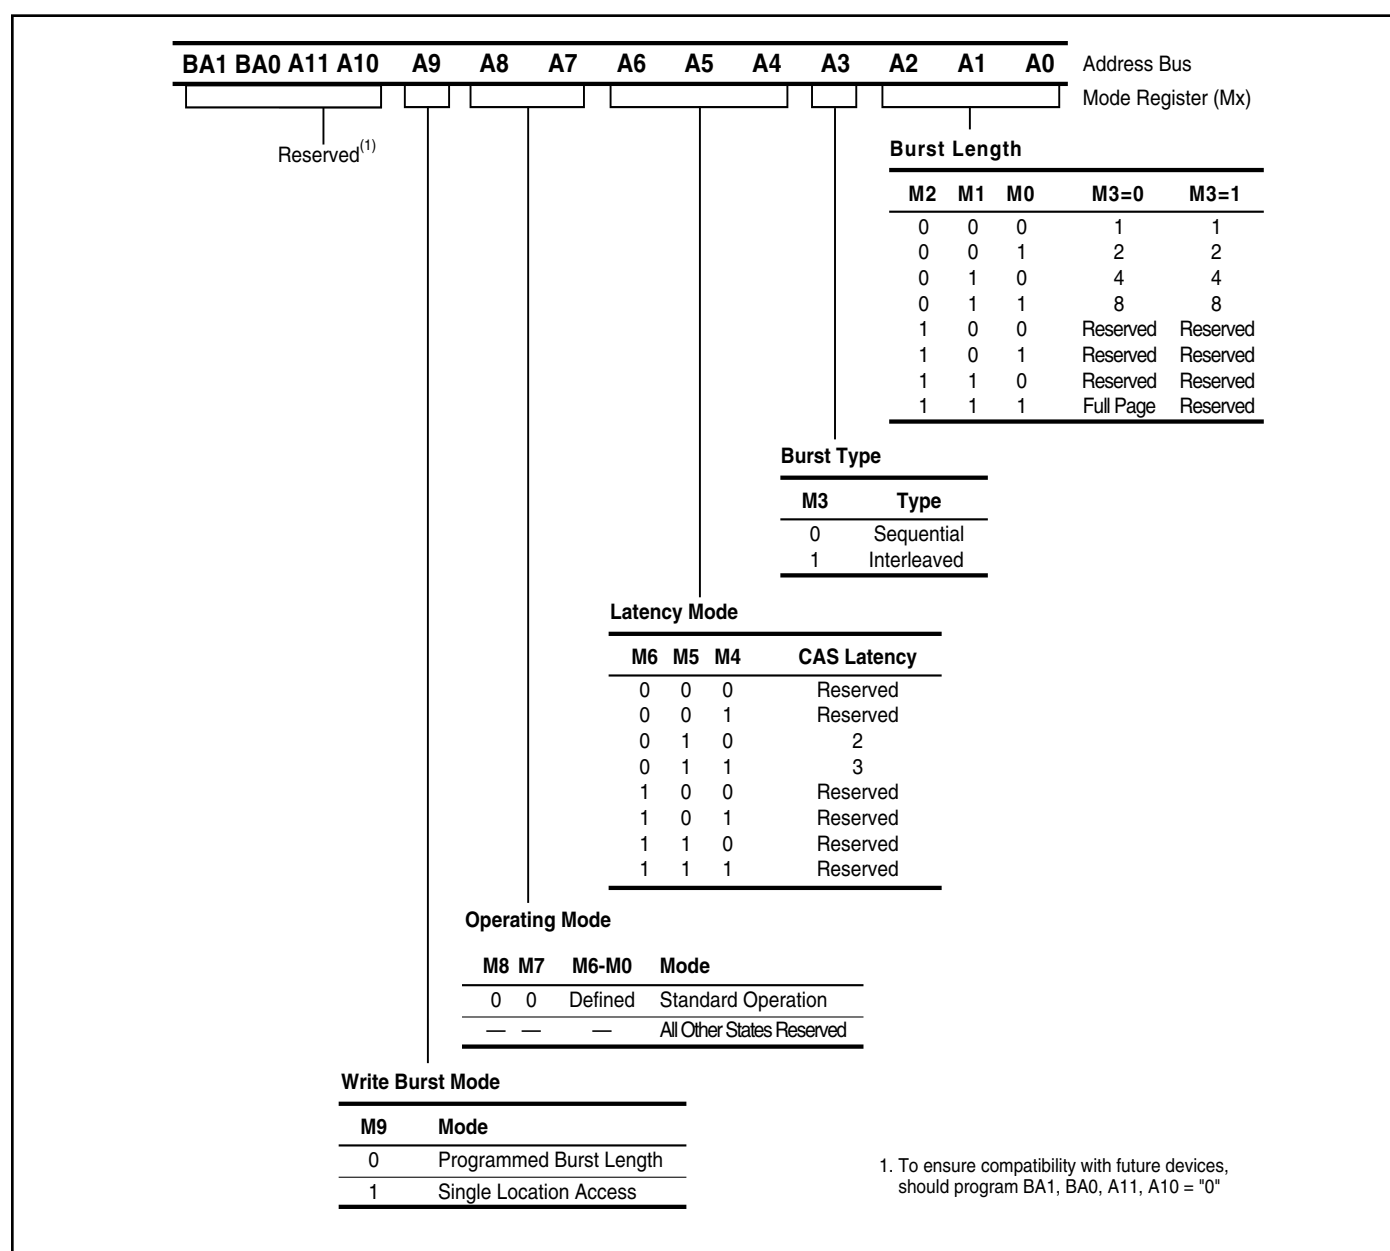 BA1 BA0 A11 A10 A9 A8 A7 A6 A5 A4 A3 A2 A1 A0 Address Bus
Mode Register (Mx)
Reserved(1)
Burst Length
M2 M1 M0 M3=0 M3=1
0 0 0 1 1
0 0 1 2 2
0 1 0 4 4
0 1 1 8 8
1 0 0 Reserved Reserved
1 0 1 Reserved Reserved
1 1 0 Reserved Reserved
1 1 1 Full Page Reserved
Burst Type
M3 Type
0 Sequential
1 Interleaved
Latency Mode
M6 M5 M4 CAS Latency
0 0 0 Reserved
0 0 1 Reserved
0 1 0 2
0 1 1 3
1 0 0 Reserved
1 0 1 Reserved
1 1 0 Reserved
1 1 1 Reserved
Operating Mode
M8 M7 M6-M0 Mode
0 0 Defined Standard Operation
— — — All Other States Reserved
Write Burst Mode
M9 Mode
0 Programmed Burst Length
1 Single Location Access
1. To ensure compatibility with future devices,
should program BA1, BA0, A11, A10 = "0"